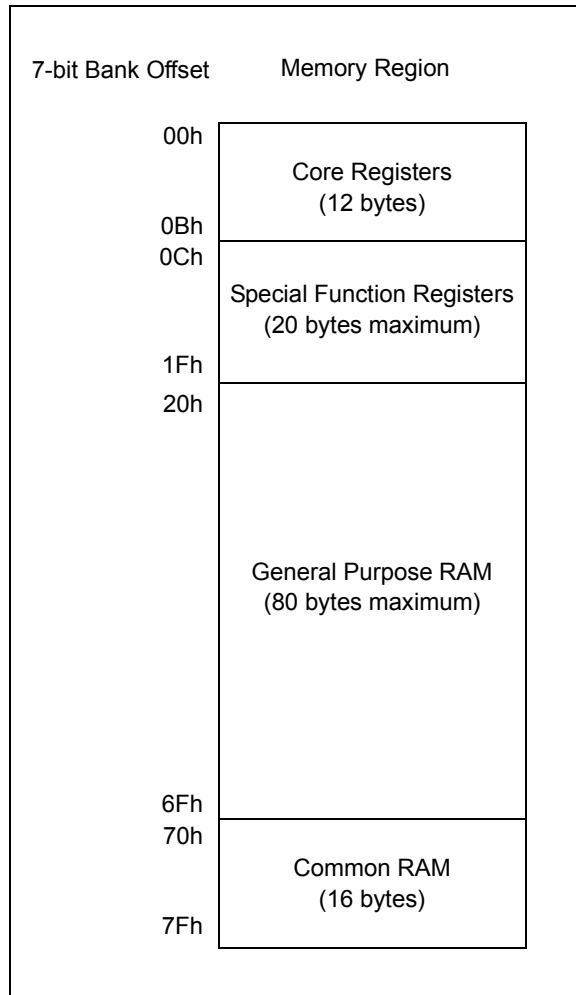 7-bit Bank Offset Memory Region
00h
Core Registers
(12 bytes)
0Bh
0Ch
Special Function Registers
(20 bytes maximum)
1Fh
20h
General Purpose RAM
(80 bytes maximum)
6Fh
70h
Common RAM
(16 bytes)
7Fh